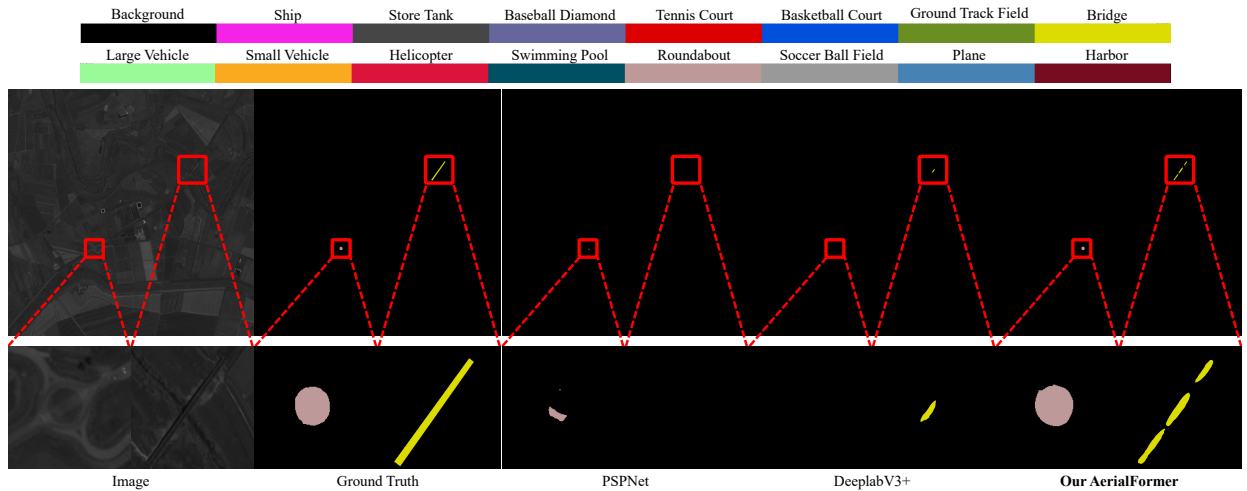 Background Ship Store Tank Baseball Diamond Tennis Court Basketball Court Ground Track Field Bridge
Large Vehicle Small Vehicle Helicopter Swimming Pool Roundabout Soccer Ball Field Plane Harbor
Image Ground Truth PSPNet DeeplabV3+ Our AerialFormer